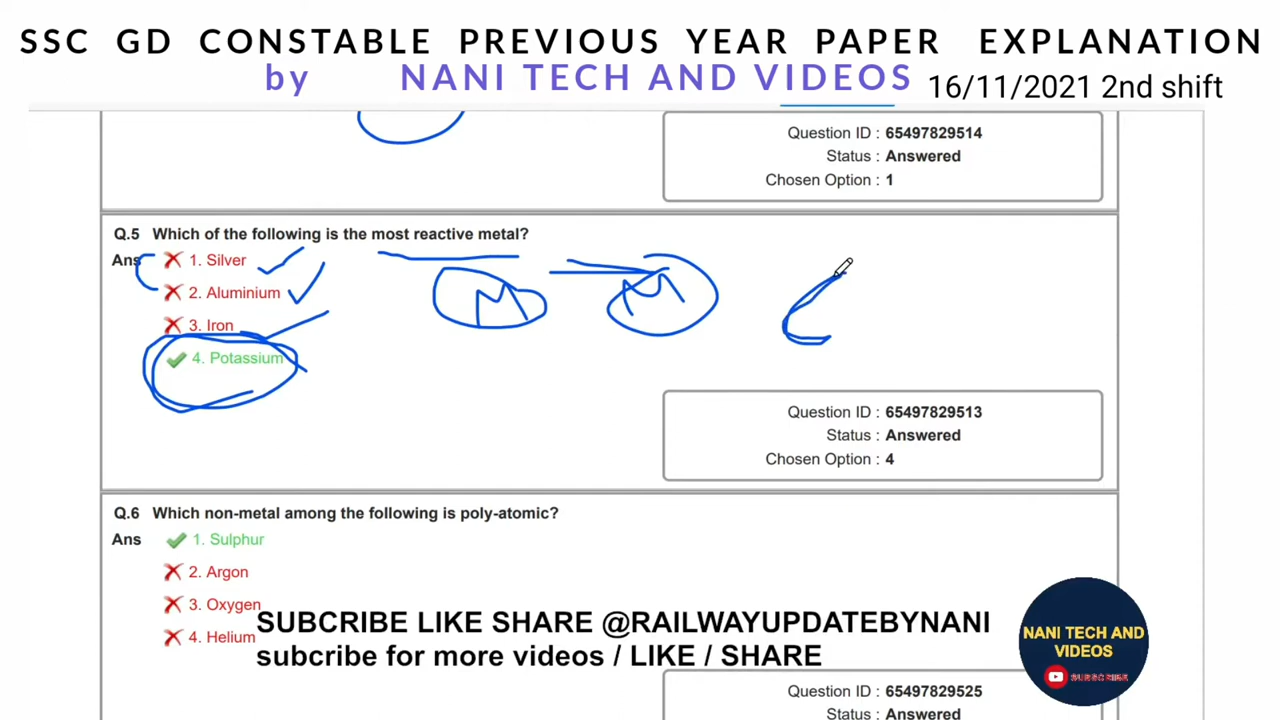 SSC GD CONSTABLE PREVIOUS YEAR PAPER EXPLANATION
by NANI TECH AND VIDEOS 16/11/2021 2nd shift
Question ID : 65497829514
Status : Answered
Chosen Option : 1
Q.5 Which of the following is the most reactive metal?
Ans 1. Silver
2. Aluminium
3. Iron
4. Potassium
M M
Question ID : 65497829513
Status : Answered
Chosen Option : 4
Q.6 Which non-metal among the following is poly-atomic?
Ans 1. Sulphur
2. Argon
3. Oxygen
4. Helium
SUBCRIBE LIKE SHARE @RAILWAYUPDATEBYNANI
subcribe for more videos / LIKE / SHARE
NANI TECH AND
VIDEOS
Question ID : 65497829525
Status : Answered